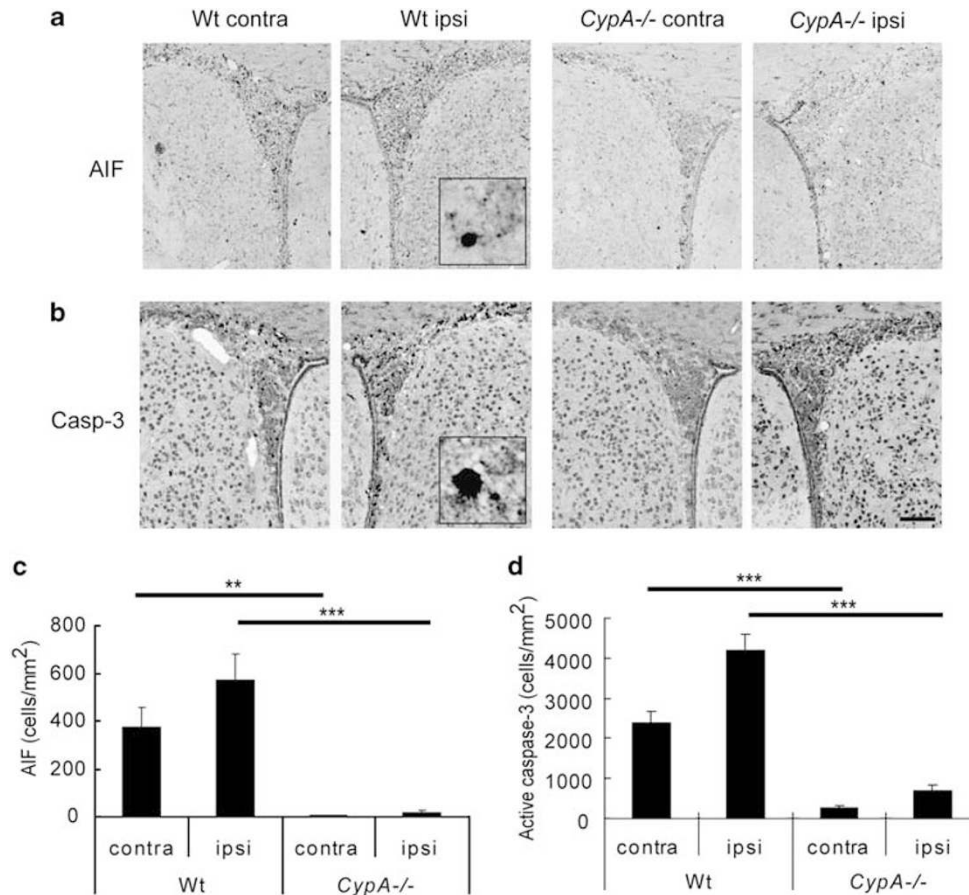 a
Wt contra Wt ipsi CypA-/- contra CypA-/- ipsi
AIF
b
Casp-3
c
** 
***
AIF (cells/mm²)
800
600
400
200
0
contra ipsi contra ipsi
Wt CypA-/-
d
***
***
Active caspase-3 (cells/mm²)
5000
4000
3000
2000
1000
0
contra ipsi contra ipsi
Wt CypA-/-